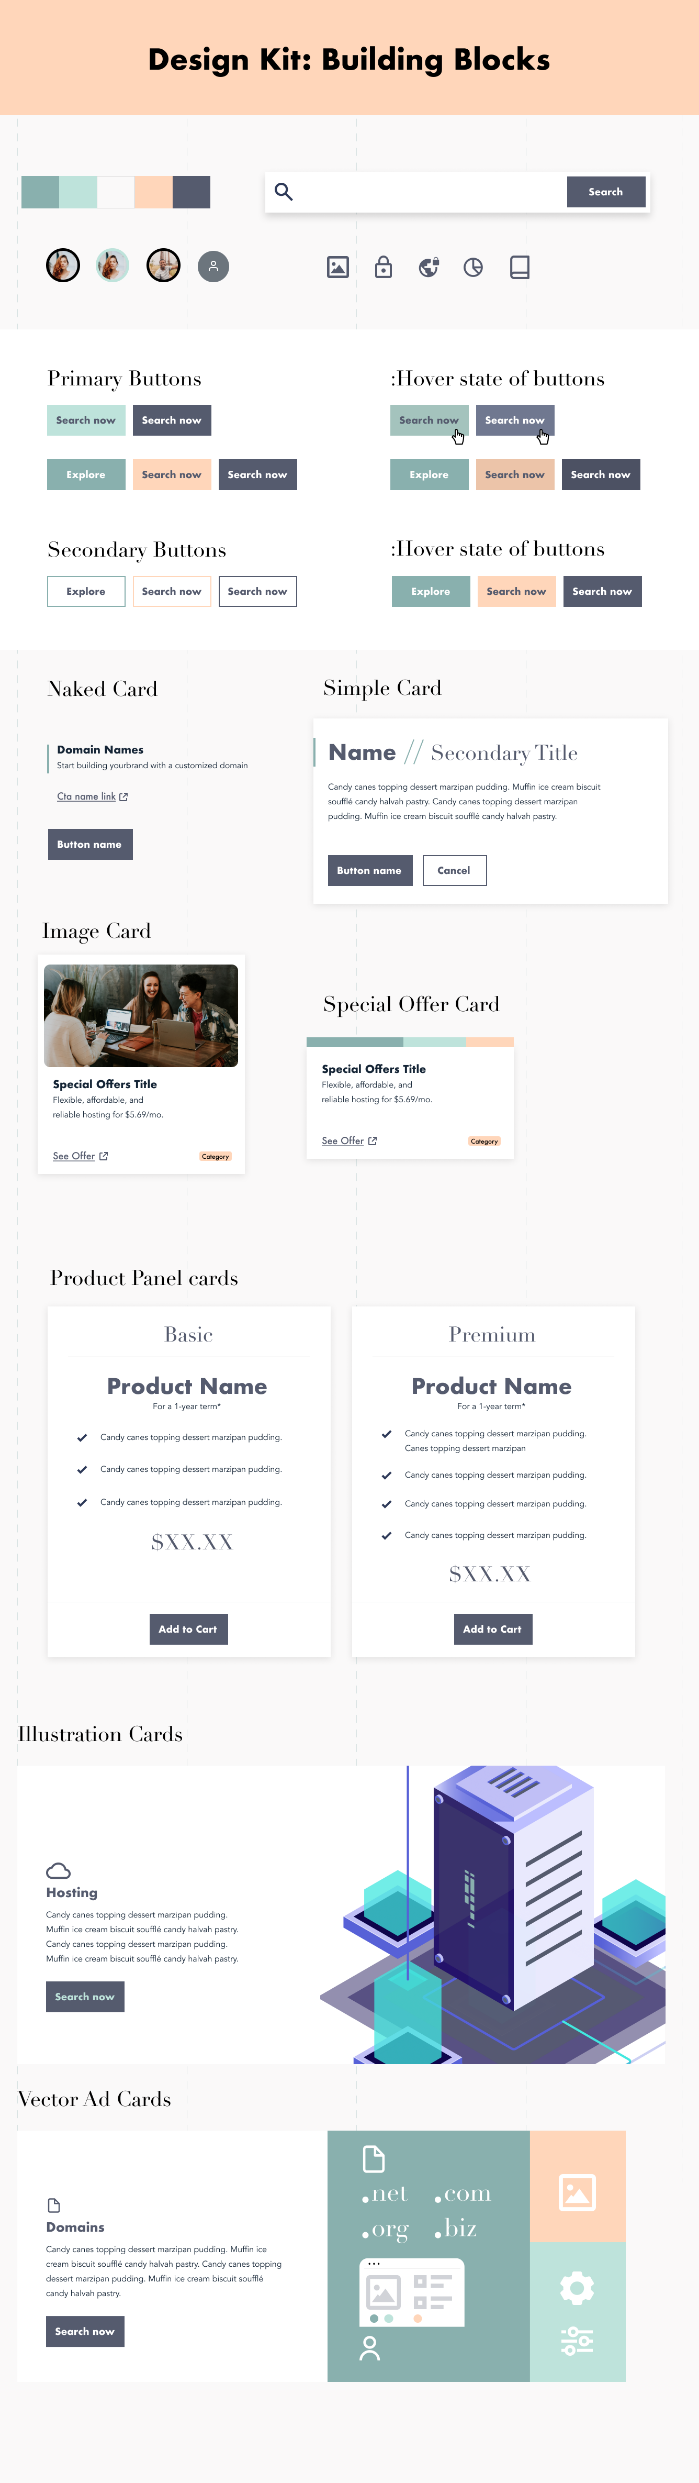 Design Kit: Building Blocks
Search
Primary Buttons
:Hover state of buttons
Search now
Search now
Search now
Search now
Explore
Search now
Search now
Explore
Search now
Search now
Secondary Buttons
:Hover state of buttons
Explore
Search now
Search now
Explore
Search now
Search now
Naked Card
Simple Card
Domain Names
Start building yourbrand with a customized domain
Cta name link
Button name
Name // Secondary Title
Candy canes topping dessert marzipan pudding. Muffin ice cream biscuit
soufflé candy halvah pastry. Candy canes topping dessert marzipan
pudding. Muffin ice cream biscuit soufflé candy halvah pastry.
Button name
Cancel
Image Card
Special Offers Title
Flexible, affordable, and
reliable hosting for $5.69/mo.
See Offer
Category
Special Offer Card
Special Offers Title
Flexible, affordable, and
reliable hosting for $5.69/mo.
See Offer
Category
Product Panel cards
Basic
Product Name
For a 1-year term*
Candy canes topping dessert marzipan pudding.
Candy canes topping dessert marzipan pudding.
Candy canes topping dessert marzipan pudding.
$XX.XX
Add to Cart
Premium
Product Name
For a 1-year term*
Candy canes topping dessert marzipan pudding.
Canes topping dessert marzipan
Candy canes topping dessert marzipan pudding.
Candy canes topping dessert marzipan pudding.
Candy canes topping dessert marzipan pudding.
$XX.XX
Add to Cart
Illustration Cards
Hosting
Candy canes topping dessert marzipan pudding.
Muffin ice cream biscuit soufflé candy halvah pastry.
Candy canes topping dessert marzipan pudding.
Muffin ice cream biscuit soufflé candy halvah pastry.
Search now
Vector Ad Cards
Domains
Candy canes topping dessert marzipan pudding. Muffin ice
cream biscuit soufflé candy halvah pastry. Candy canes topping
dessert marzipan pudding. Muffin ice cream biscuit soufflé
candy halvah pastry.
Search now
.net .com
.org .biz